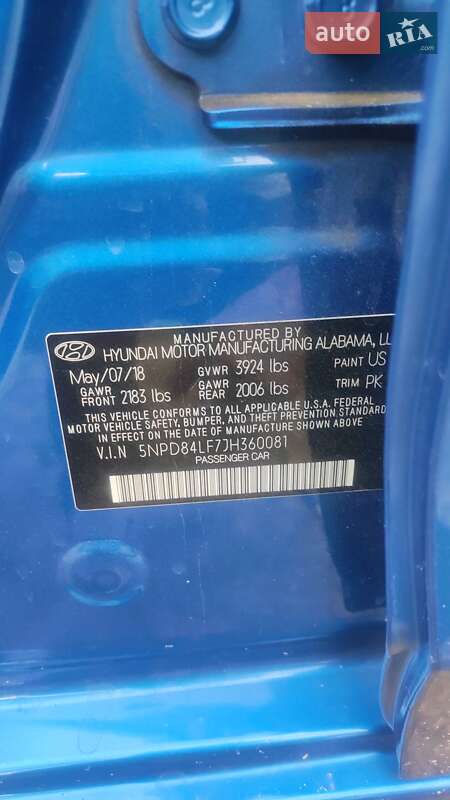 auto RIA
.com
MANUFACTURED BY
HYUNDAI MOTOR MANUFACTURING ALABAMA, LL
May/07/18 GVWR 3924 lbs PAINT US
GAWR FRONT 2183 lbs GAWR REAR 2006 lbs TRIM PK
THIS VEHICLE CONFORMS TO ALL APPLICABLE U.S.A. FEDERAL
MOTOR VEHICLE SAFETY, BUMPER, AND THEFT PREVENTION STANDARD
IN EFFECT ON THE DATE OF MANUFACTURE SHOWN ABOVE.
V.I.N 5NPD84LF7JH360081
PASSENGER CAR